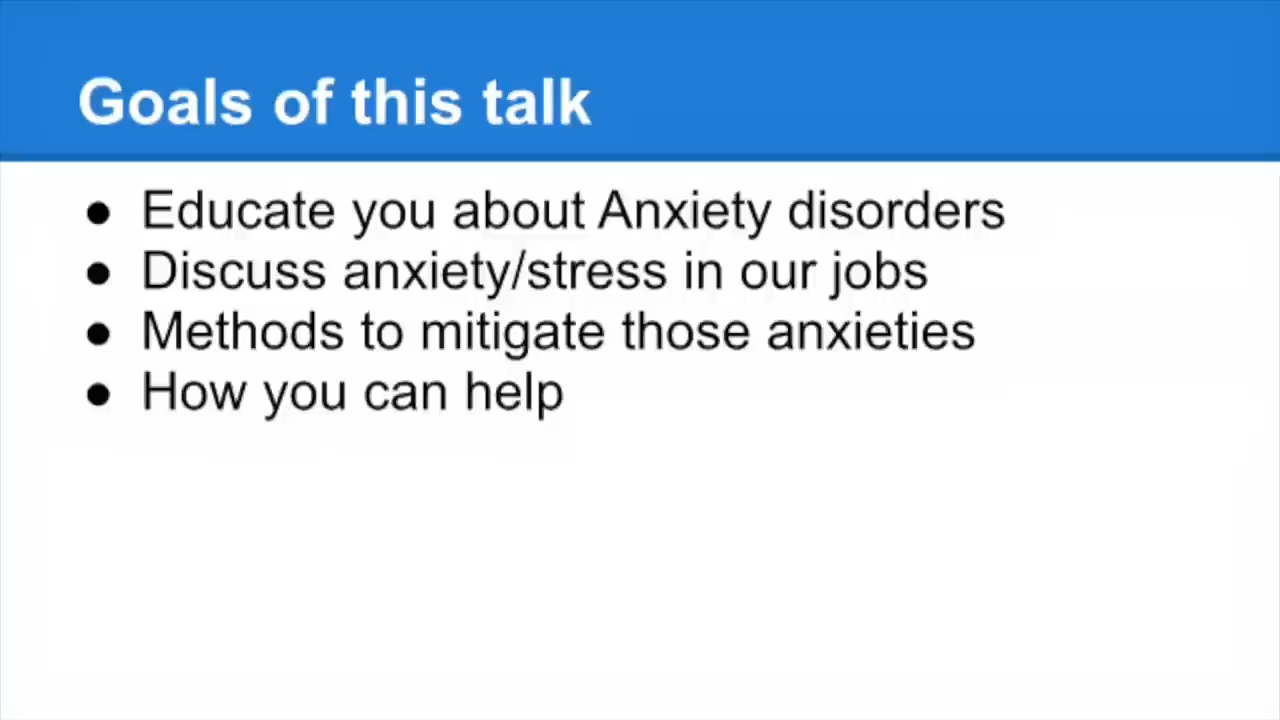 Goals of this talk
● Educate you about Anxiety disorders
● Discuss anxiety/stress in our jobs
● Methods to mitigate those anxieties
● How you can help